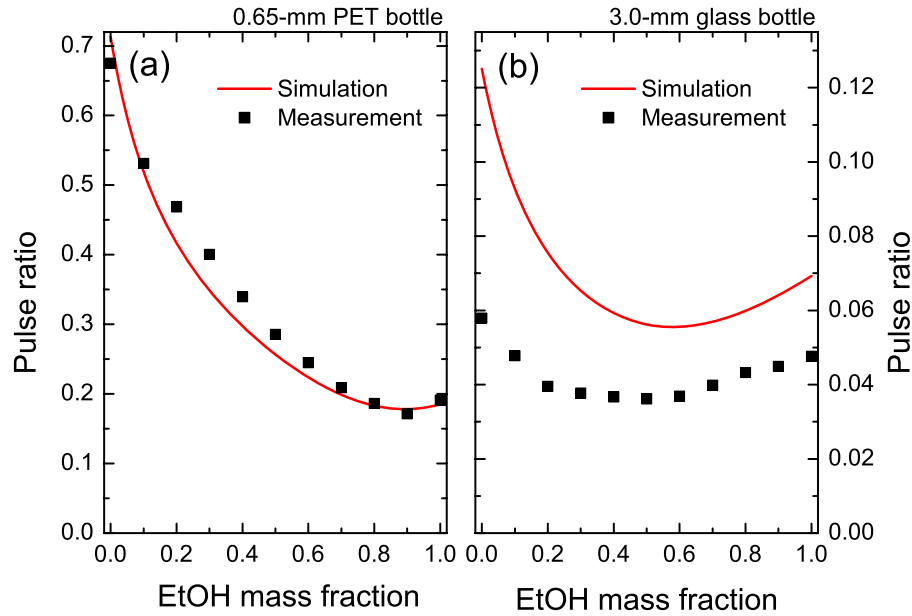 0.65-mm PET bottle
3.0-mm glass bottle
(a)
Simulation
Measurement
(b)
Simulation
Measurement
0.7
0.6
0.5
0.4
0.3
0.2
0.1
0.0
Pulse ratio
0.12
0.10
0.08
0.06
0.04
0.02
0.00
Pulse ratio
0.0 0.2 0.4 0.6 0.8 1.0
0.0 0.2 0.4 0.6 0.8 1.0
EtOH mass fraction
EtOH mass fraction